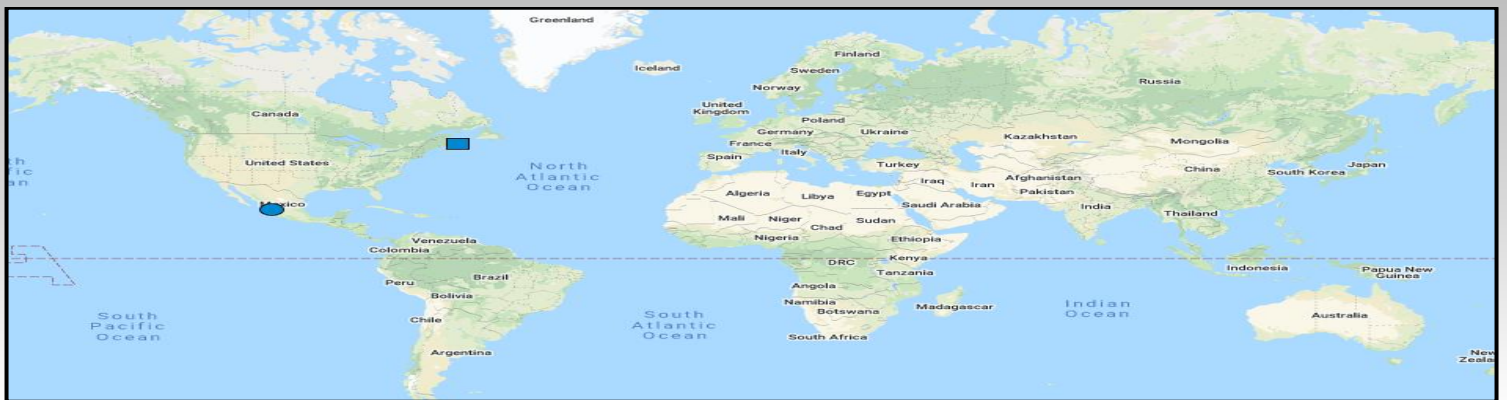 Greenland
Iceland
Finland
Sweden
Norway
Russia
Canada
United
Kingdom
Poland
Germany
Ukraine
France
Kazakhstan
Mongolia
Italy
Spain
Turkey
United States
North
Atlantic
Ocean
China
Japan
South Korea
Afghanistan
Iraq
Iran
Pakistan
Algeria
Libya
Egypt
Saudi Arabia
India
Mali
Niger
Chad
Sudan
Thailand
Nigeria
Ethiopia
Venezuela
Colombia
DRC
Kenya
Tanzania
Indonesia
Papua New
Guinea
Peru
Brazil
Bolivia
Angola
Namibia
Botswana
Madagascar
Indian
Ocean
South
Pacific
Ocean
Chile
South
Atlantic
Ocean
South Africa
Australia
Argentina
New